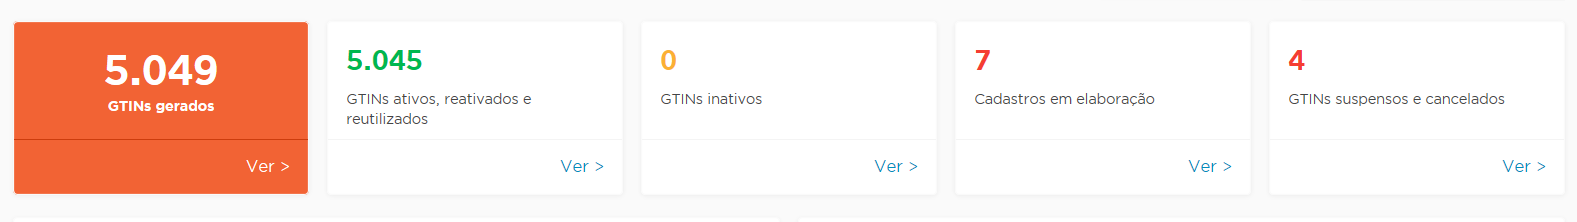 5.049
GTINs gerados
Ver >
5.045
GTINs ativos, reativados e
reutilizados
Ver >
0
GTINs inativos
Ver >
7
Cadastros em elaboração
Ver >
4
GTINs suspensos e cancelados
Ver >